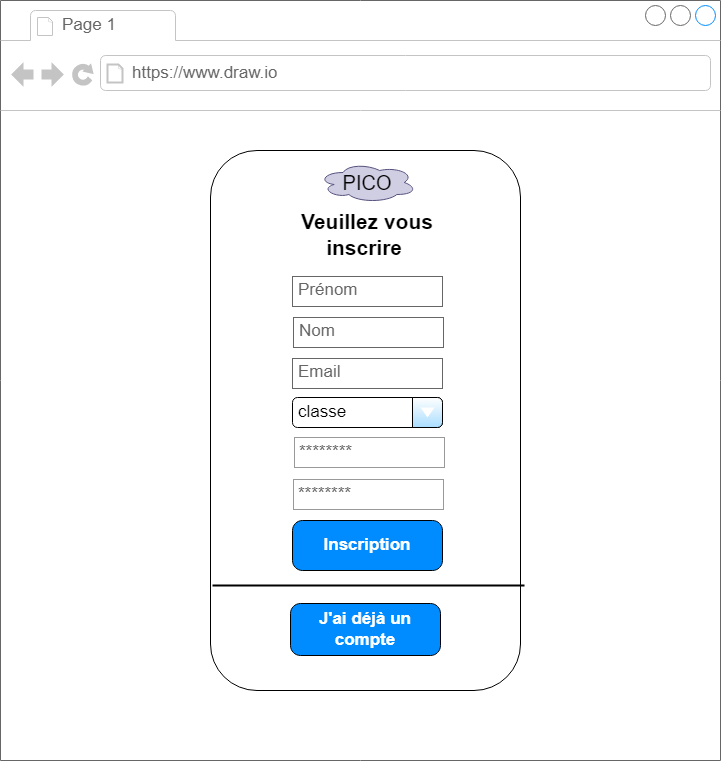 Page 1
https://www.draw.io
PICO
Veuillez vous
inscrire
Prénom
Nom
Email
classe
********
********
Inscription
J'ai déjà un
compte